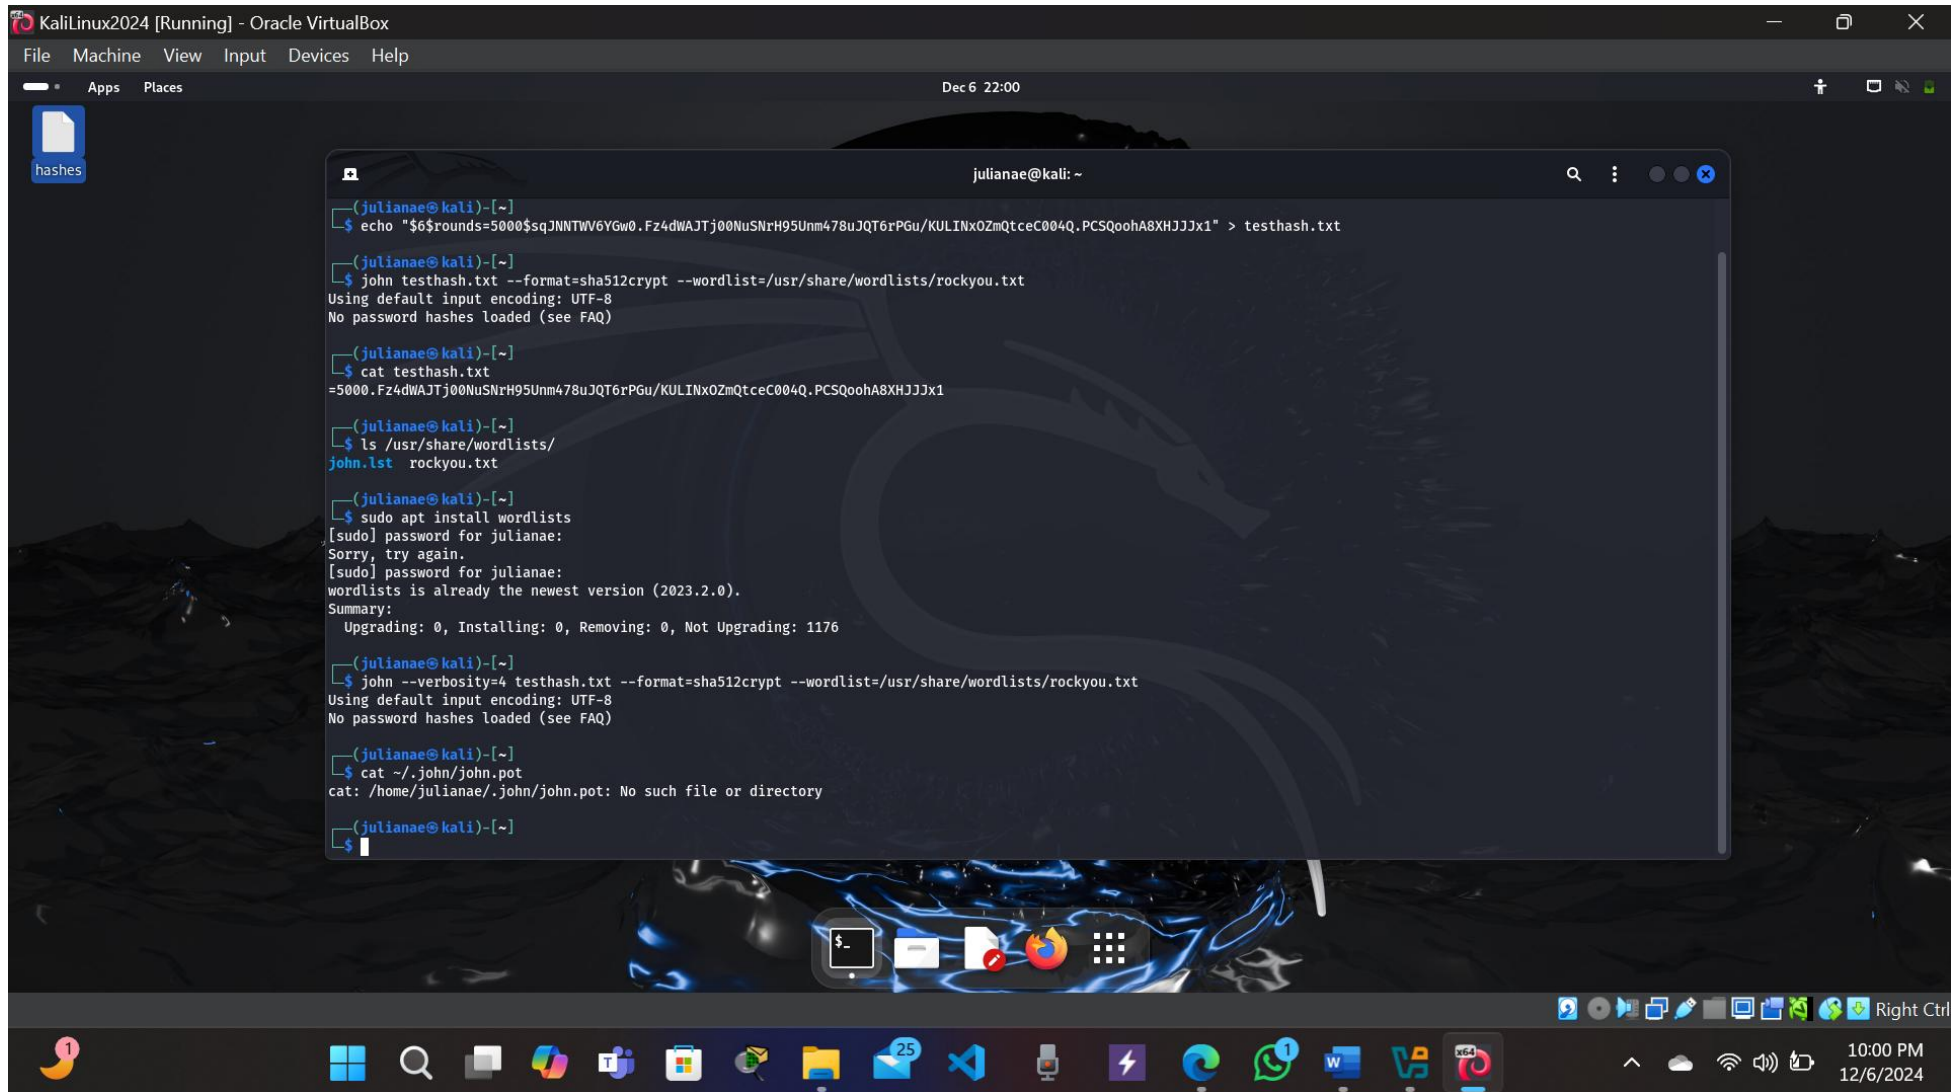 KaliLinux2024 [Running] - Oracle VirtualBox
File Machine View Input Devices Help
Apps Places Dec 6 22:00
hashes
julianae@kali: ~
┌──(julianae㉿kali)-[~]
└─$ echo "$6$rounds=5000$sqJNNTWV6YGw0.Fz4dWAJTj00NuSNrH95Unm478uJQT6rPGu/KULINxOZmQtceC004Q.PCSQoohA8XHJJJx1" > testhash.txt
┌──(julianae㉿kali)-[~]
└─$ john testhash.txt --format=sha512crypt --wordlist=/usr/share/wordlists/rockyou.txt
Using default input encoding: UTF-8
No password hashes loaded (see FAQ)
┌──(julianae㉿kali)-[~]
└─$ cat testhash.txt
=5000.Fz4dWAJTj00NuSNrH95Unm478uJQT6rPGu/KULINxOZmQtceC004Q.PCSQoohA8XHJJJx1
┌──(julianae㉿kali)-[~]
└─$ ls /usr/share/wordlists/
john.lst rockyou.txt
┌──(julianae㉿kali)-[~]
└─$ sudo apt install wordlists
[sudo] password for julianae:
Sorry, try again.
[sudo] password for julianae:
wordlists is already the newest version (2023.2.0).
Summary:
Upgrading: 0, Installing: 0, Removing: 0, Not Upgrading: 1176
┌──(julianae㉿kali)-[~]
└─$ john --verbosity=4 testhash.txt --format=sha512crypt --wordlist=/usr/share/wordlists/rockyou.txt
Using default input encoding: UTF-8
No password hashes loaded (see FAQ)
┌──(julianae㉿kali)-[~]
└─$ cat ~/.john/john.pot
cat: /home/julianae/.john/john.pot: No such file or directory
┌──(julianae㉿kali)-[~]
└─$
$_
Right Ctrl
1
25
1
x64
10:00 PM
12/6/2024